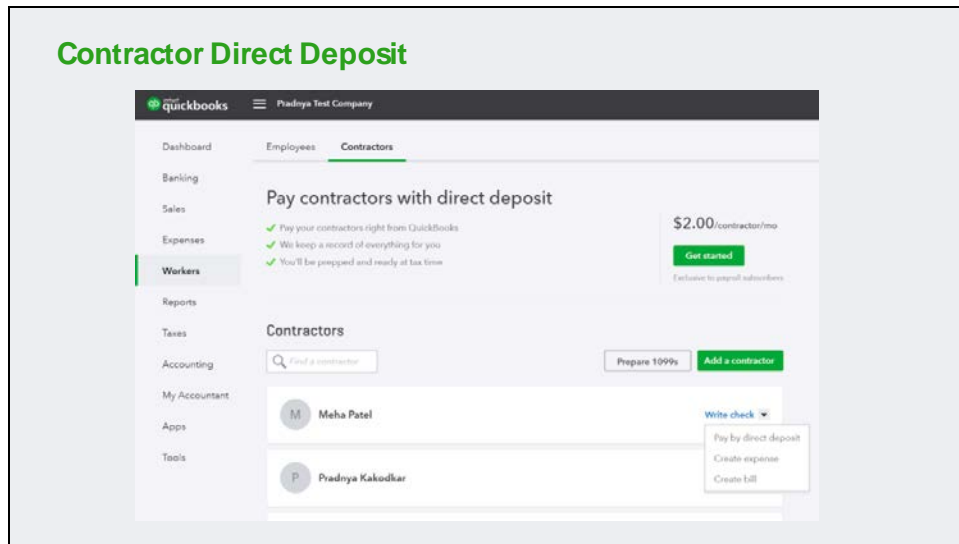 Contractor Direct Deposit
intuit quickbooks Pradnya Test Company
Dashboard
Banking
Sales
Expenses
Workers
Reports
Taxes
Accounting
My Accountant
Apps
Tools
Employees Contractors
Pay contractors with direct deposit
Pay your contractors right from QuickBooks
We keep a record of everything for you
You'll be prepped and ready at tax time
$2.00/contractor/mo
Get started
Exclusive to payroll subscribers
Contractors
Find a contractor
Prepare 1099s Add a contractor
M Meha Patel Write check
Pay by direct deposit
Create expense
Create bill
P Pradnya Kakodkar